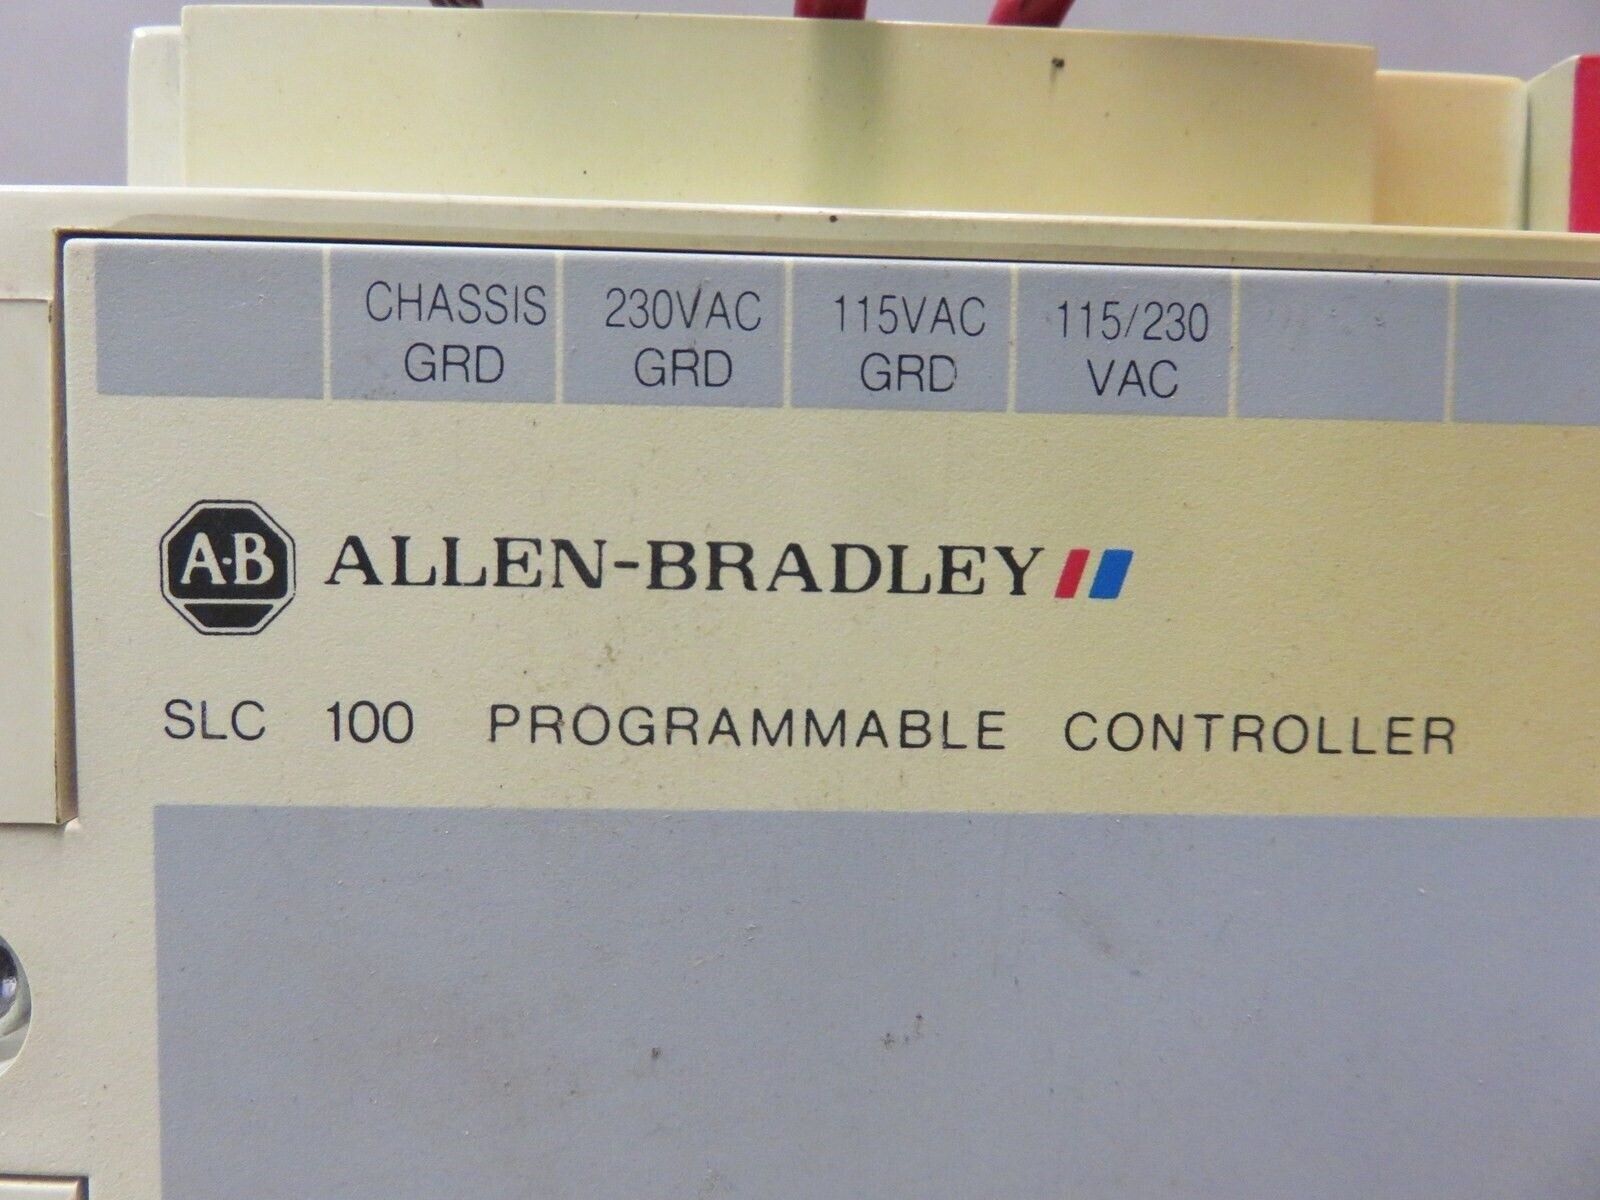 CHASSIS 230VAC 115VAC 115/230
GRD GRD GRD VAC
A·B ALLEN-BRADLEY
SLC 100 PROGRAMMABLE CONTROLLER